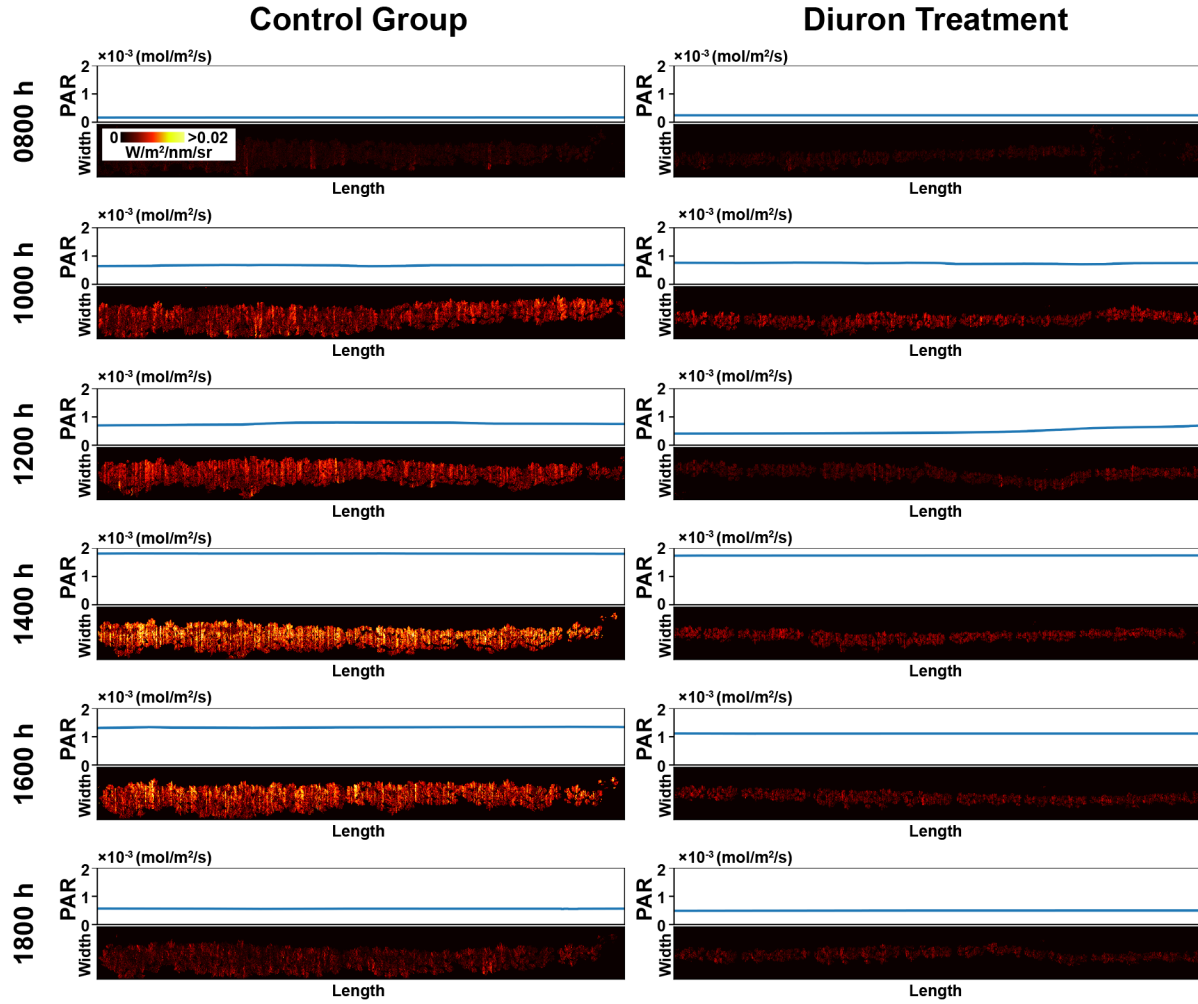 Control Group Diuron Treatment
0800 h
×10⁻³ (mol/m²/s) ×10⁻³ (mol/m²/s)
PAR 2 1 0 PAR 2 1 0
Width 0 >0.02 Width
W/m²/nm/sr
Length Length
1000 h
×10⁻³ (mol/m²/s) ×10⁻³ (mol/m²/s)
PAR 2 1 0 PAR 2 1 0
Width Width
Length Length
1200 h
×10⁻³ (mol/m²/s) ×10⁻³ (mol/m²/s)
PAR 2 1 0 PAR 2 1 0
Width Width
Length Length
1400 h
×10⁻³ (mol/m²/s) ×10⁻³ (mol/m²/s)
PAR 2 1 0 PAR 2 1 0
Width Width
Length Length
1600 h
×10⁻³ (mol/m²/s) ×10⁻³ (mol/m²/s)
PAR 2 1 0 PAR 2 1 0
Width Width
Length Length
1800 h
×10⁻³ (mol/m²/s) ×10⁻³ (mol/m²/s)
PAR 2 1 0 PAR 2 1 0
Width Width
Length Length